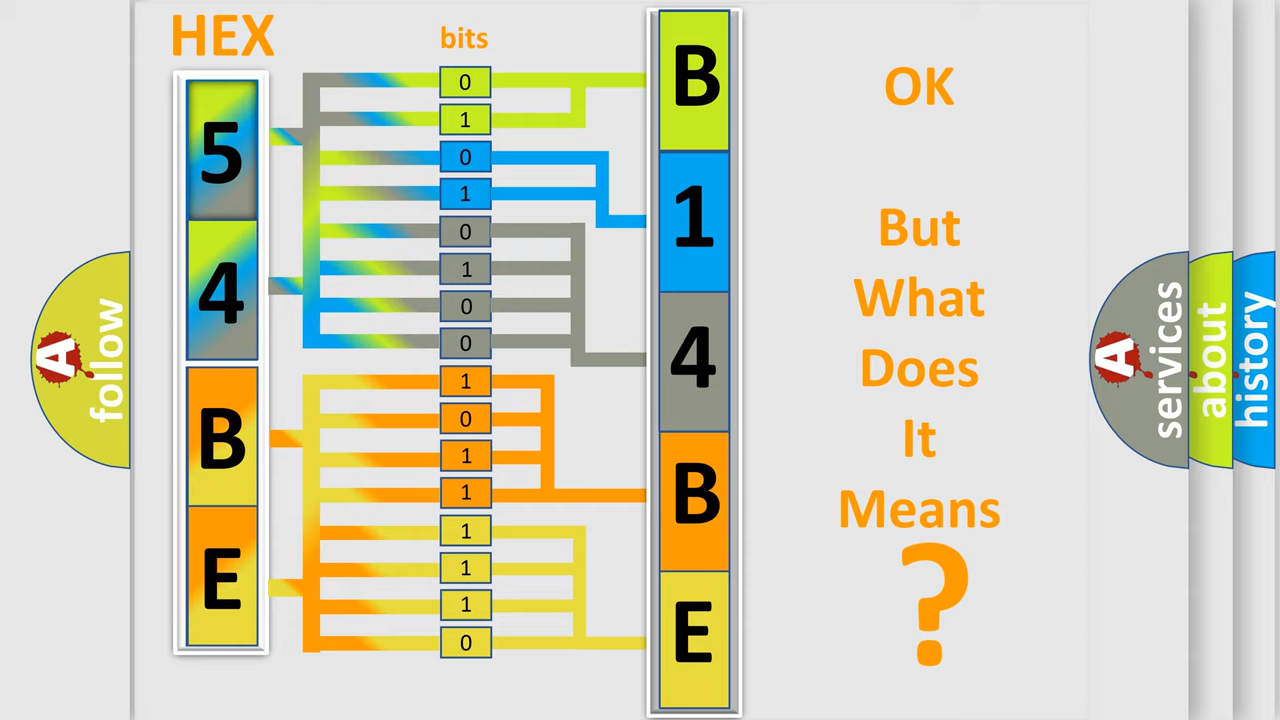 HEX
bits
5
4
B
E
0
1
0
1
0
1
0
0
1
0
1
1
1
1
1
0
B
1
4
B
E
OK
But
What
Does
It
Means
?
A
follow
A
services
about
history